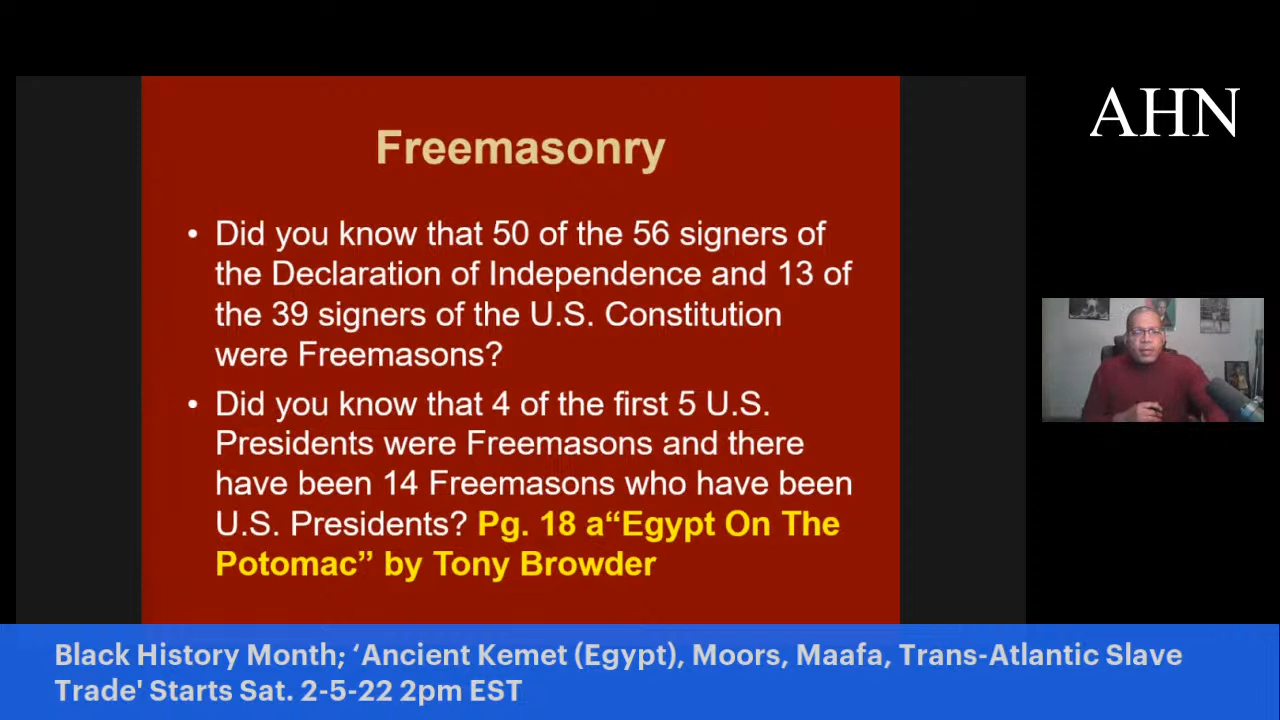 AHN
Freemasonry
• Did you know that 50 of the 56 signers of
the Declaration of Independence and 13 of
the 39 signers of the U.S. Constitution
were Freemasons?
• Did you know that 4 of the first 5 U.S.
Presidents were Freemasons and there
have been 14 Freemasons who have been
U.S. Presidents? Pg. 18 a“Egypt On The
Potomac” by Tony Browder
Black History Month; ‘Ancient Kemet (Egypt), Moors, Maafa, Trans-Atlantic Slave
Trade' Starts Sat. 2-5-22 2pm EST